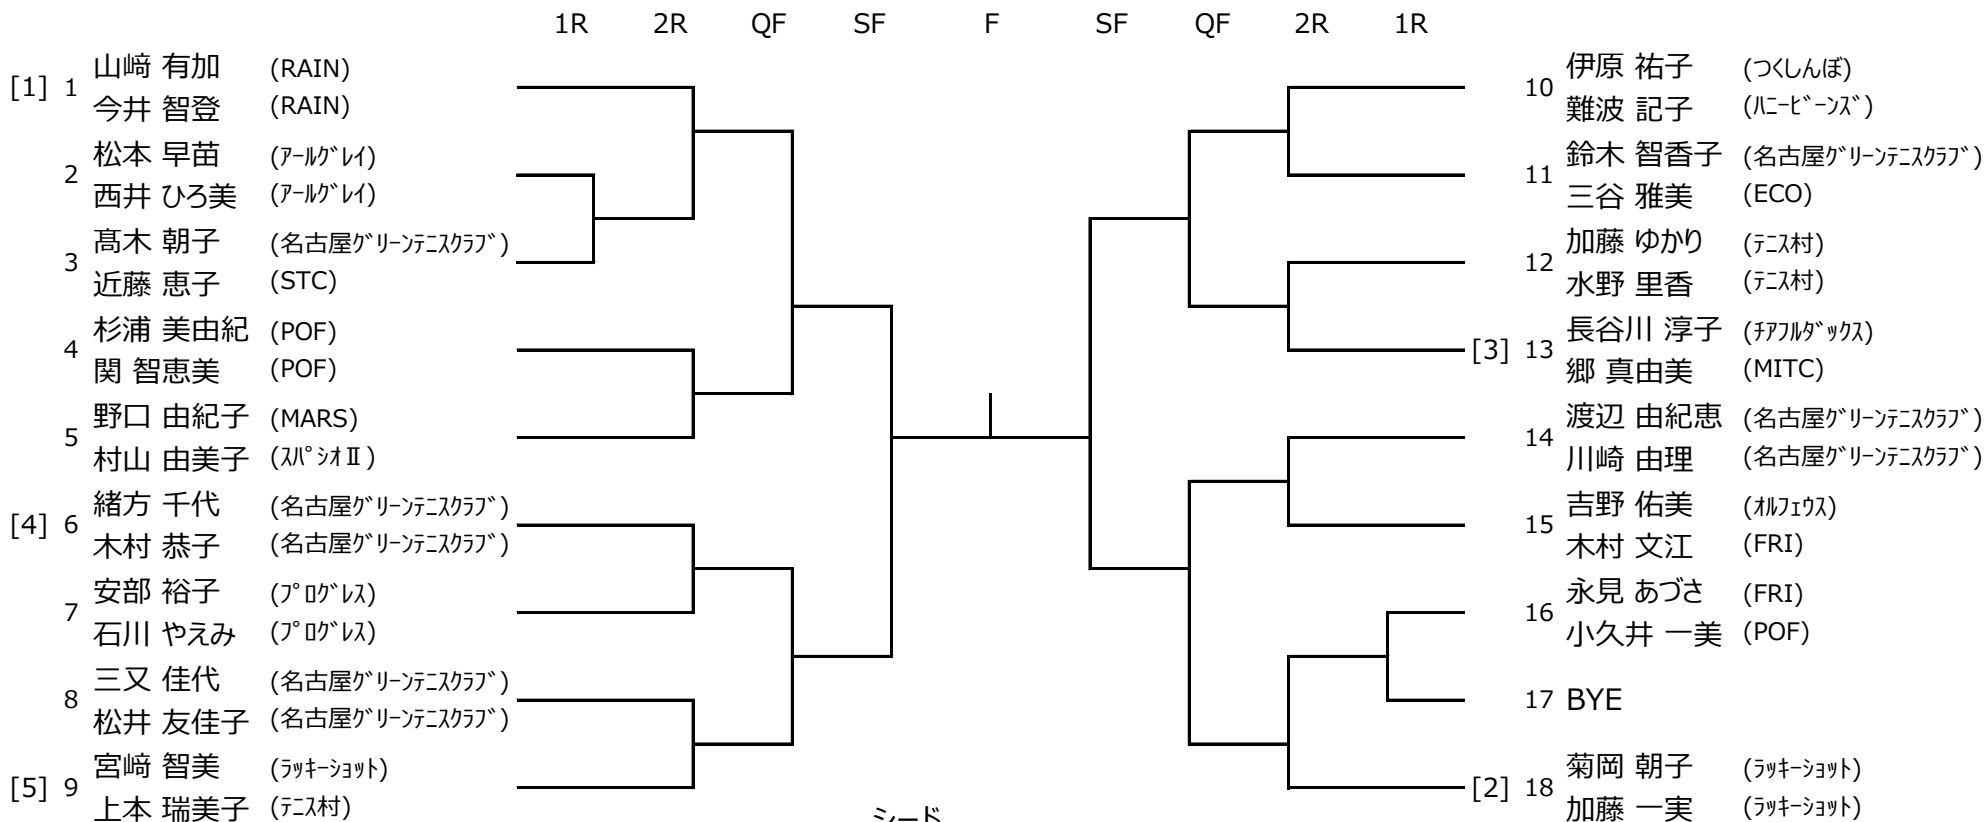 1R 2R QF SF F SF QF 2R 1R
[1] 1 山﨑 有加 (RAIN)
今井 智登 (RAIN)
2 松本 早苗 (ｱｰﾙｸﾞﾚｲ)
西井 ひろ美 (ｱｰﾙｸﾞﾚｲ)
3 髙木 朝子 (名古屋ｸﾞﾘｰﾝﾃﾆｽｸﾗﾌﾞ)
近藤 恵子 (STC)
4 杉浦 美由紀 (POF)
関 智恵美 (POF)
5 野口 由紀子 (MARS)
村山 由美子 (ｽﾊﾟｼｵⅡ)
[4] 6 緒方 千代 (名古屋ｸﾞﾘｰﾝﾃﾆｽｸﾗﾌﾞ)
木村 恭子 (名古屋ｸﾞﾘｰﾝﾃﾆｽｸﾗﾌﾞ)
7 安部 裕子 (ﾌﾟﾛｸﾞﾚｽ)
石川 やえみ (ﾌﾟﾛｸﾞﾚｽ)
8 三又 佳代 (名古屋ｸﾞﾘｰﾝﾃﾆｽｸﾗﾌﾞ)
松井 友佳子 (名古屋ｸﾞﾘｰﾝﾃﾆｽｸﾗﾌﾞ)
[5] 9 宮﨑 智美 (ﾗｯｷｰｼｮｯﾄ)
上本 瑞美子 (ﾃﾆｽ村)
10 伊原 祐子 (つくしんぼ)
難波 記子 (ﾊﾆｰﾋﾞｰﾝｽﾞ)
11 鈴木 智香子 (名古屋ｸﾞﾘｰﾝﾃﾆｽｸﾗﾌﾞ)
三谷 雅美 (ECO)
12 加藤 ゆかり (ﾃﾆｽ村)
水野 里香 (ﾃﾆｽ村)
[3] 13 長谷川 淳子 (ﾁｱﾌﾙﾀﾞｯｸｽ)
郷 真由美 (MITC)
14 渡辺 由紀恵 (名古屋ｸﾞﾘｰﾝﾃﾆｽｸﾗﾌﾞ)
川崎 由理 (名古屋ｸﾞﾘｰﾝﾃﾆｽｸﾗﾌﾞ)
15 吉野 佑美 (ｵﾙﾌｪｳｽ)
木村 文江 (FRI)
16 永見 あづさ (FRI)
小久井 一美 (POF)
17 BYE
[2] 18 菊岡 朝子 (ﾗｯｷｰｼｮｯﾄ)
加藤 一実 (ﾗｯｷｰｼｮｯﾄ)
シード